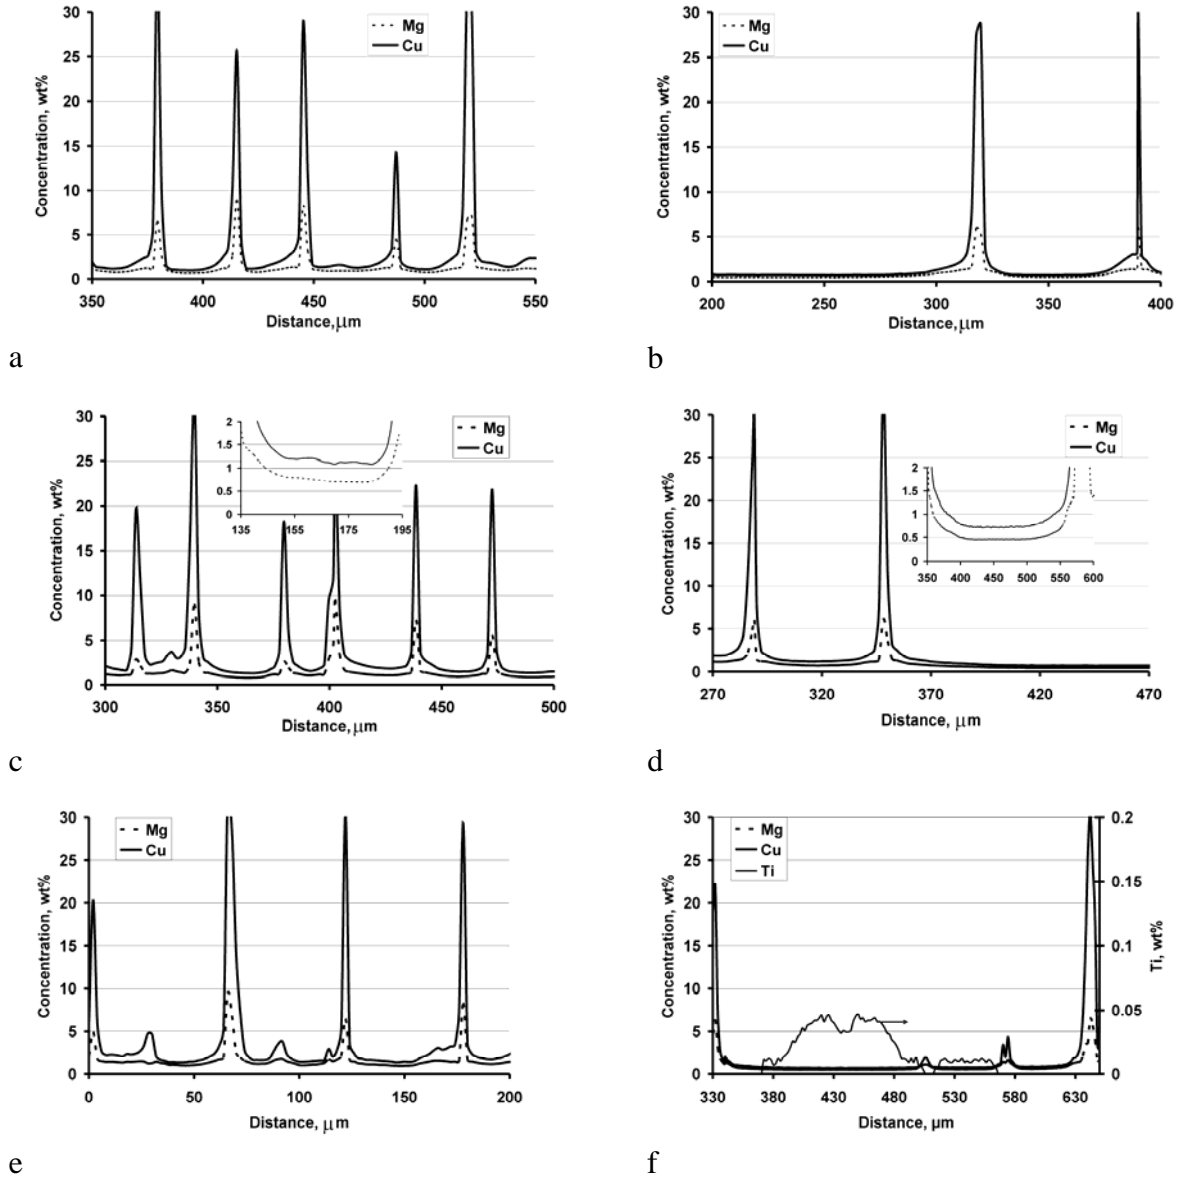 30
25
20
15
10
5
0
Concentration, wt%
Mg
Cu
350 400 450 500 550
Distance,μm
a
30
25
20
15
10
5
0
Concentration, wt%
Mg
Cu
200 250 300 350 400
Distance,μm
b
30
25
20
15
10
5
0
Concentration, wt%
2
1.5
1
0.5
0
135 155 175 195
Mg
Cu
300 350 400 450 500
Distance, μm
c
30
25
20
15
10
5
0
Concentration, wt%
Mg
Cu
2
1.5
1
0.5
0
350 400 450 500 550 600
270 320 370 420 470
Distance, μm
d
30
25
20
15
10
5
0
Concentration, wt%
Mg
Cu
0 50 100 150 200
Distance, μm
e
30
25
20
15
10
5
0
Concentration, wt%
Mg
Cu
Ti
0.2
0.15
0.1
0.05
0
Ti, wt%
330 380 430 480 530 580 630
Distance, µm
f